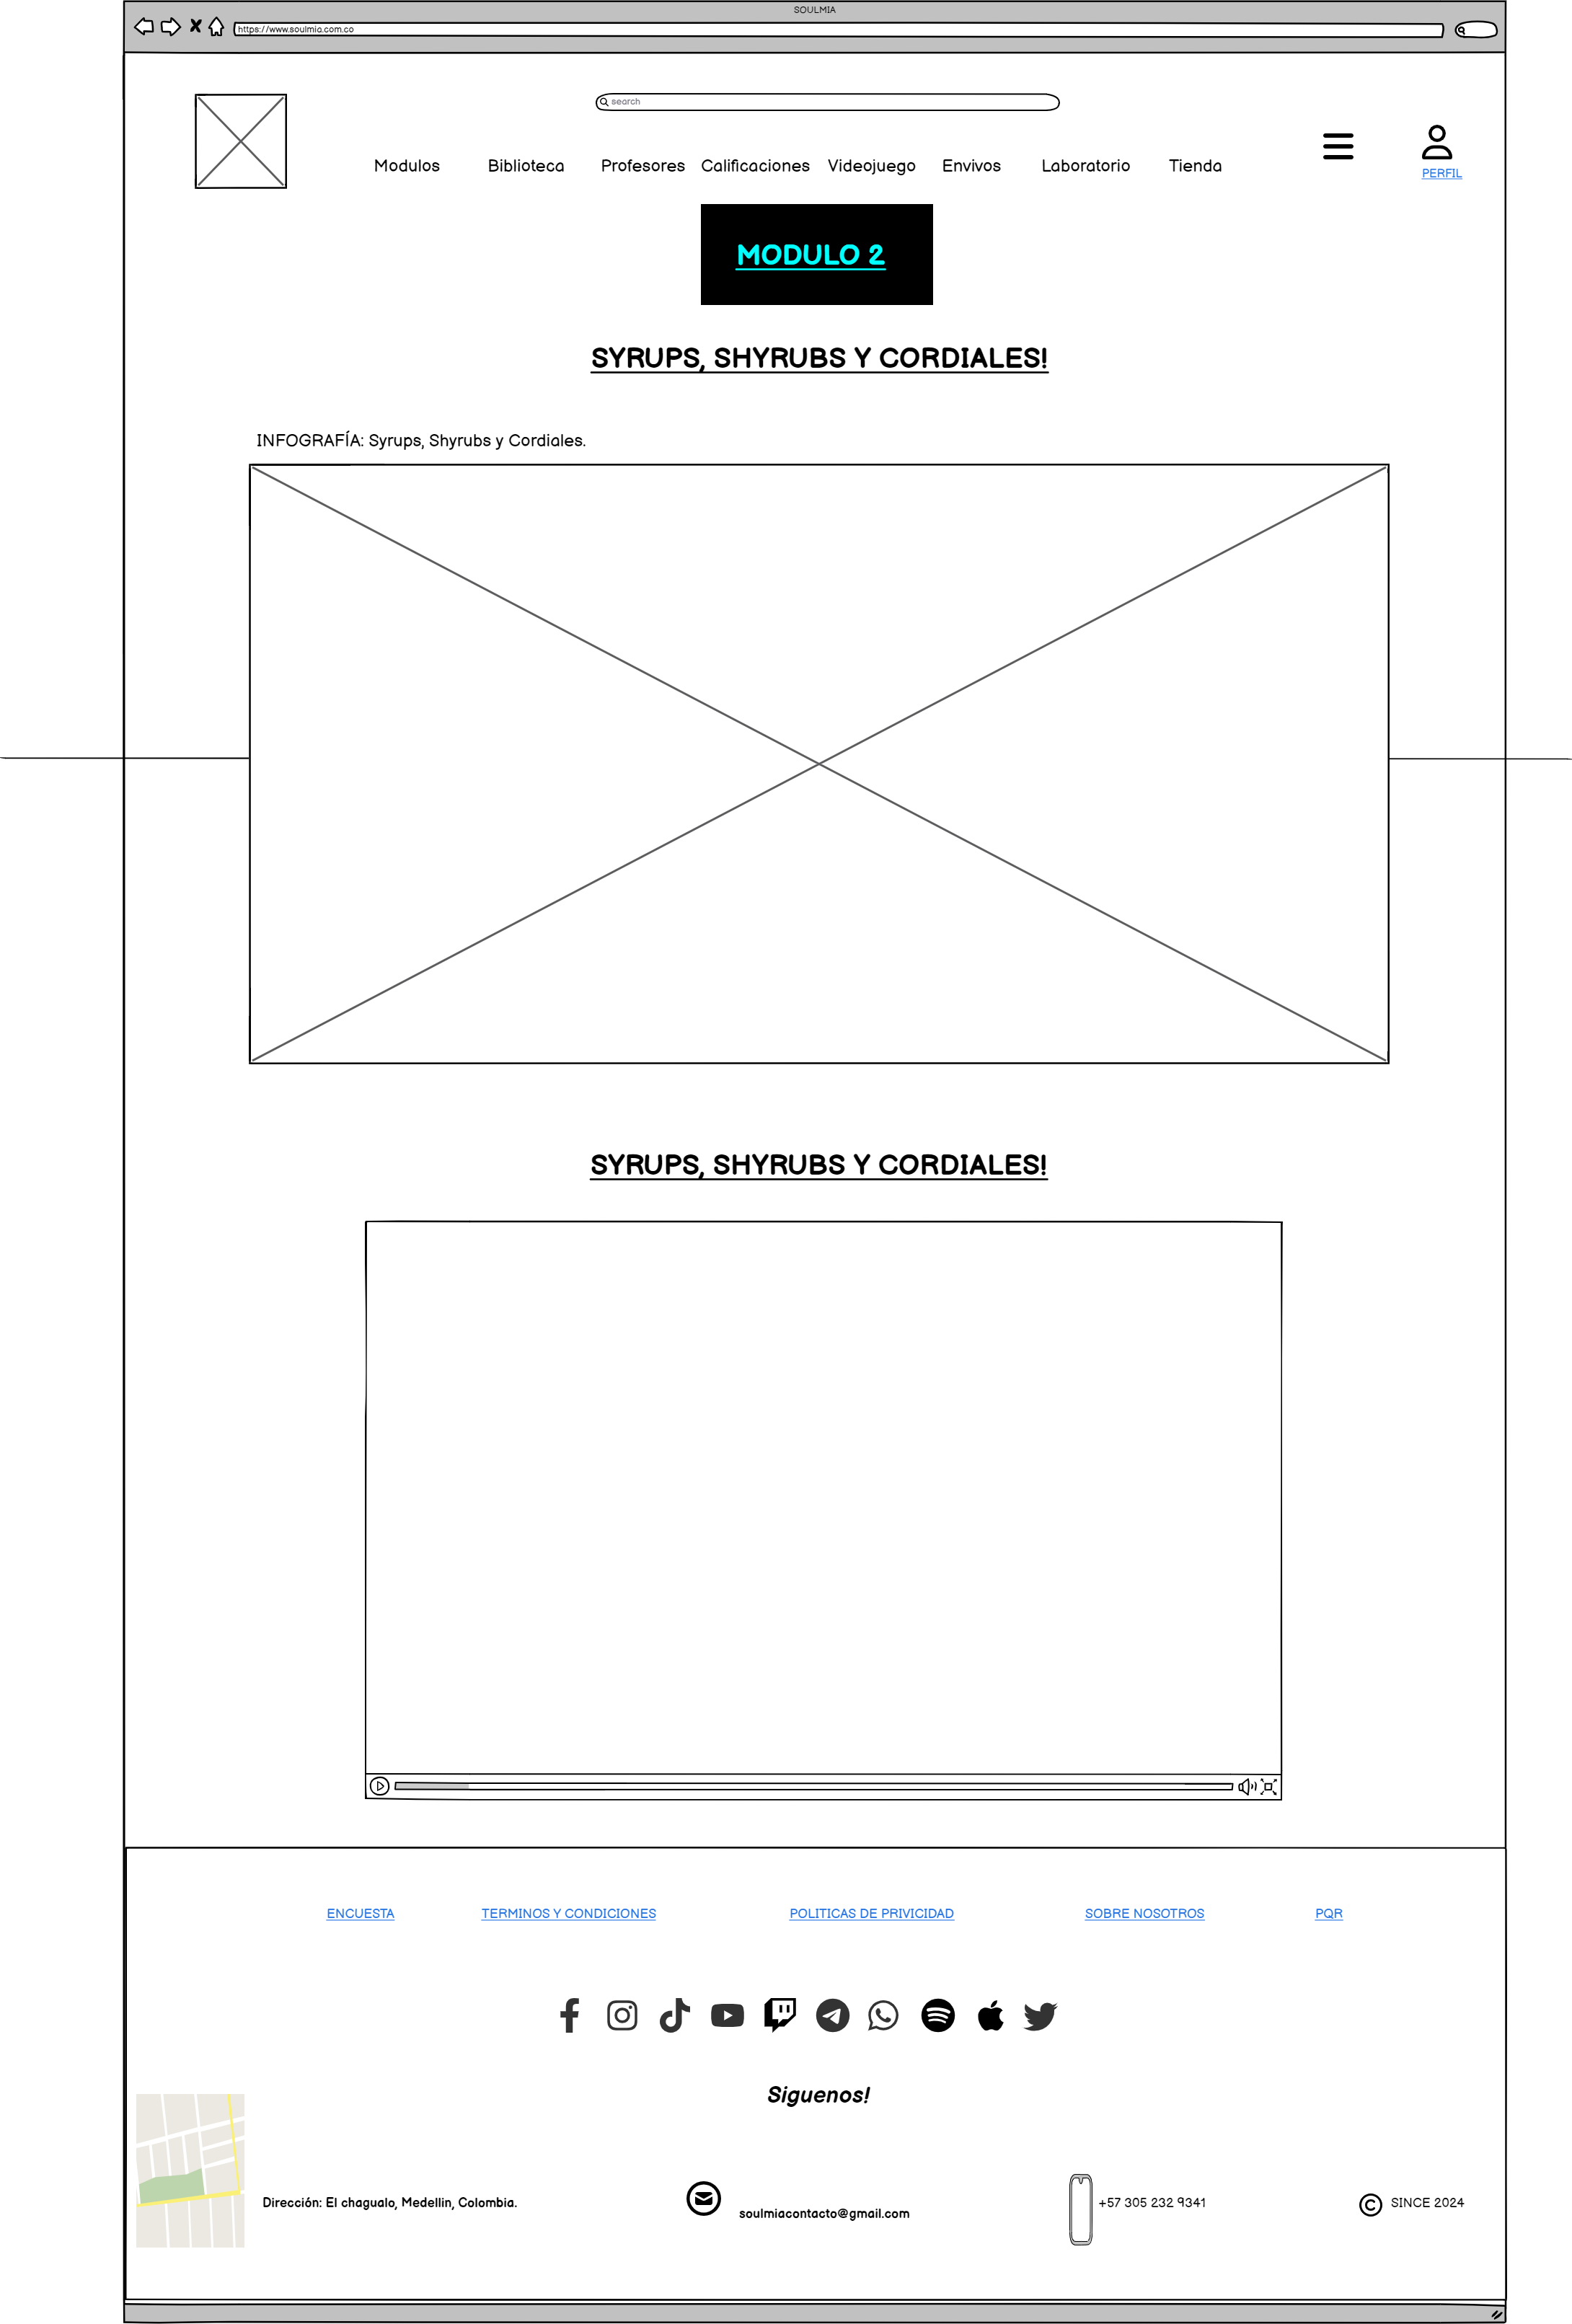 SOULMIA
https://www.soulmia.com.co
search
Modulos Biblioteca Profesores Calificaciones Videojuego Envivos Laboratorio Tienda
PERFIL
MODULO 2
SYRUPS, SHYRUBS Y CORDIALES!
INFOGRAFÍA: Syrups, Shyrubs y Cordiales.
SYRUPS, SHYRUBS Y CORDIALES!
ENCUESTA TERMINOS Y CONDICIONES POLITICAS DE PRIVICIDAD SOBRE NOSOTROS PQR
Siguenos!
Dirección: El chagualo, Medellin, Colombia.
soulmiacontacto@gmail.com
+57 305 232 9341
© SINCE 2024